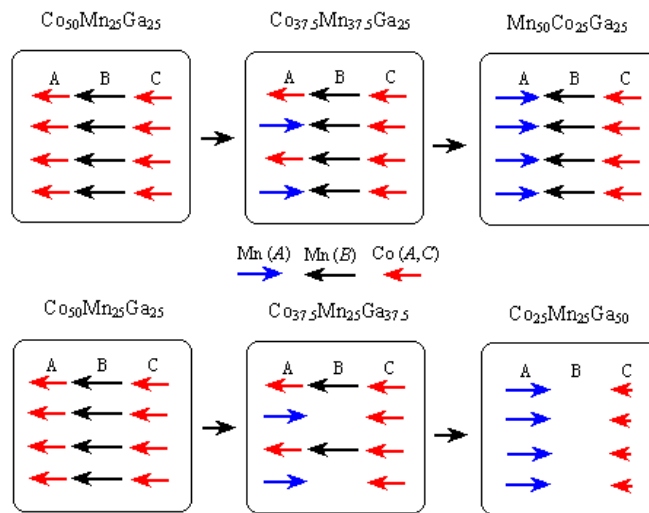 Co₅₀Mn₂₅Ga₂₅ Co₃₇.₅Mn₃₇.₅Ga₂₅ Mn₅₀Co₂₅Ga₂₅
A B C A B C A B C
Mn (A) Mn (B) Co (A,C)
Co₅₀Mn₂₅Ga₂₅ Co₃₇.₅Mn₂₅Ga₃₇.₅ Co₂₅Mn₂₅Ga₅₀
A B C A B C A B C